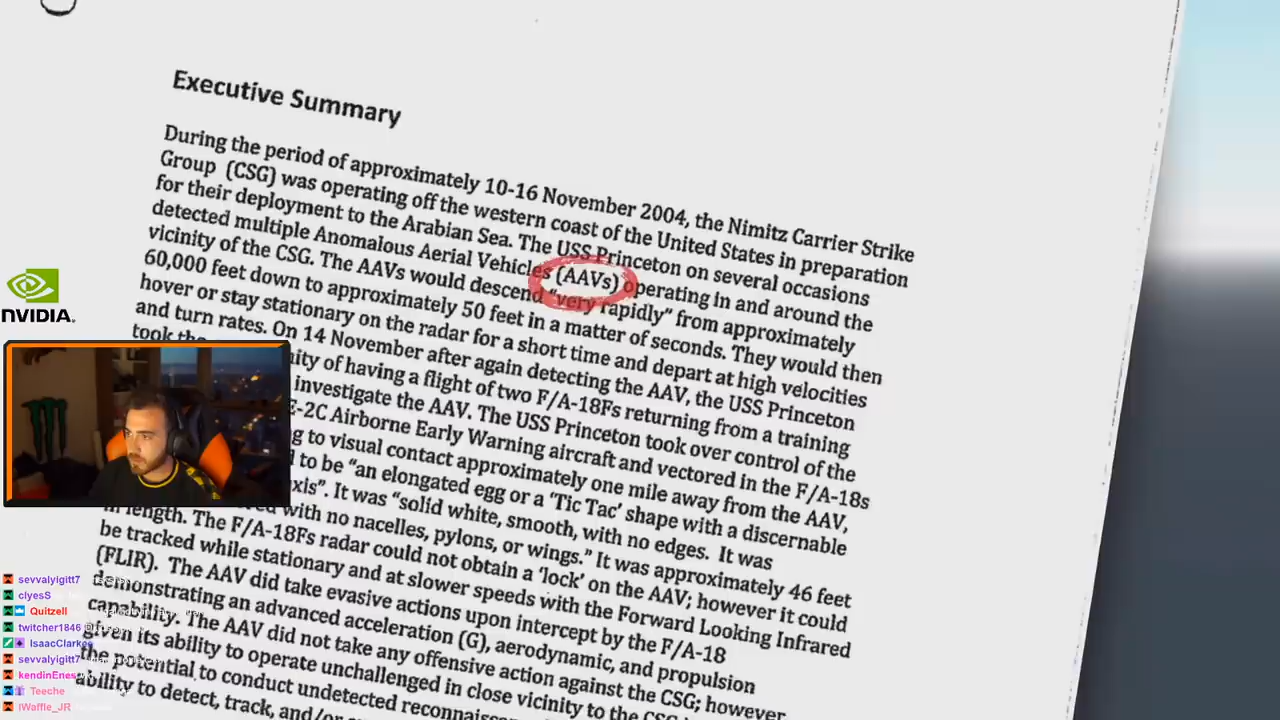 Executive Summary
During the period of approximately 10-16 November 2004, the Nimitz Carrier Strike
Group (CSG) was operating off the western coast of the United States in preparation
for their deployment to the Arabian Sea. The USS Princeton on several occasions
detected multiple Anomalous Aerial Vehicles (AAVs) operating in and around the
vicinity of the CSG. The AAVs would descend "very rapidly" from approximately
60,000 feet down to approximately 50 feet in a matter of seconds. They would then
hover or stay stationary on the radar for a short time and depart at high velocities
and turn rates. On 14 November after again detecting the AAV, the USS Princeton
took the of having a flight of two F/A-18Fs returning from a training
investigate the AAV. The USS Princeton took over control of the
E-2C Airborne Early Warning aircraft and vectored in the F/A-18s
to visual contact approximately one mile away from the AAV,
to be "an elongated egg or a 'Tic Tac' shape with a discernable
axis". It was "solid white, smooth, with no edges. It was
with no nacelles, pylons, or wings." It was approximately 46 feet
in length. The F/A-18Fs radar could not obtain a 'lock' on the AAV; however it could
be tracked while stationary and at slower speeds with the Forward Looking Infrared
(FLIR). The AAV did take evasive actions upon intercept by the F/A-18
demonstrating an advanced acceleration (G), aerodynamic, and propulsion
capability. The AAV did not take any offensive action against the CSG; however
given its ability to operate unchallenged in close vicinity to the CSG
the potential to conduct undetected
ability to detect, track, and/or
NVIDIA.
sevvalyigitt7
clyesS
Quitzell
twitcher1846
IsaacClarkee
sevvalyigitt7
kendinEnes
Teeche
lWaffle_JR